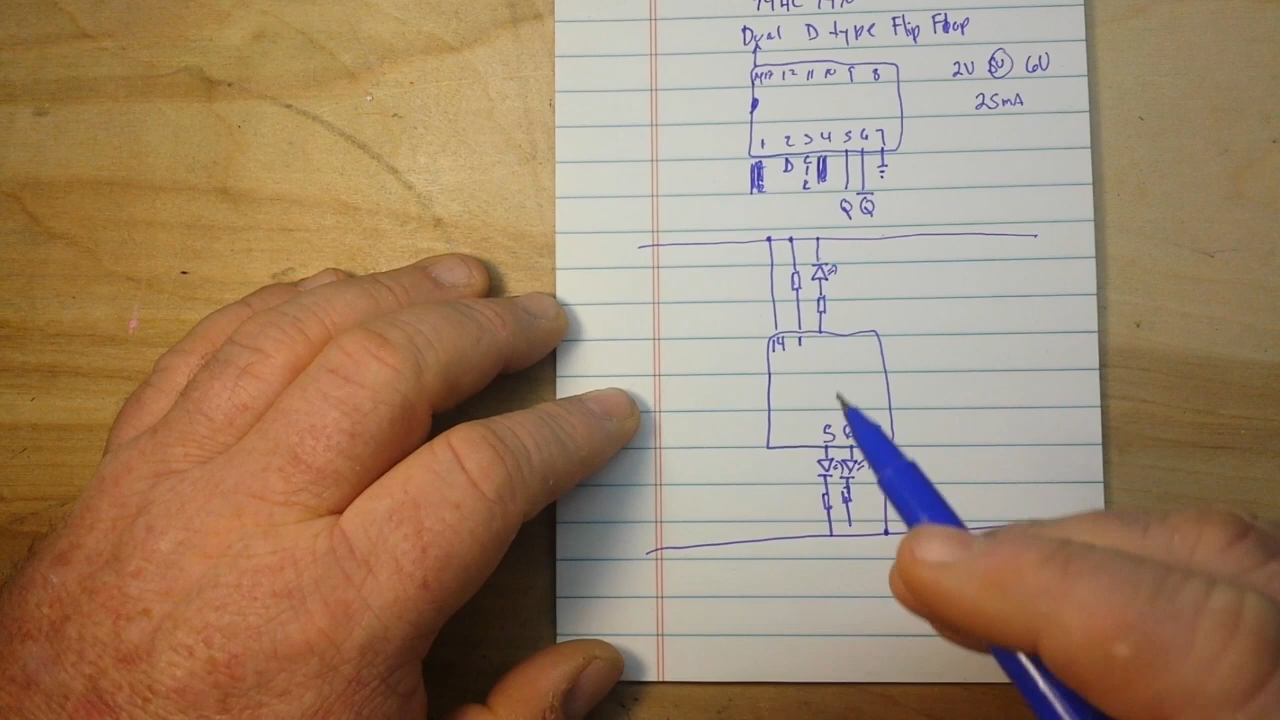 Dual D type Flip Flop
2V 5V 6V
25mA
14 13 12 11 10 9 8
1 2 3 4 5 6 7
D C
L
K
Q Q̅
14 1
5 6